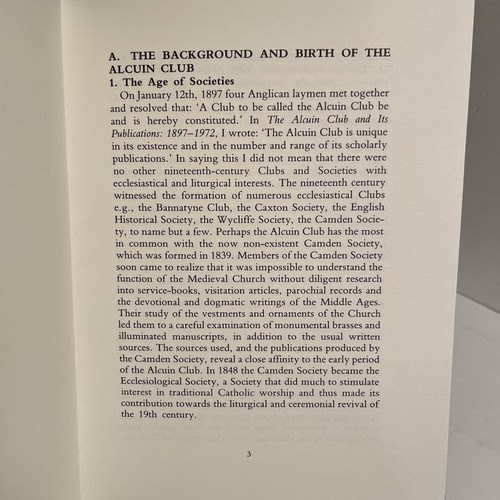 A. THE BACKGROUND AND BIRTH OF THE
ALCUIN CLUB
1. The Age of Societies
On January 12th, 1897 four Anglican laymen met together
and resolved that: ‘A Club to be called the Alcuin Club be
and is hereby constituted.’ In The Alcuin Club and Its
Publications: 1897–1972, I wrote: ‘The Alcuin Club is unique
in its existence and in the number and range of its scholarly
publications.’ In saying this I did not mean that there were
no other nineteenth-century Clubs and Societies with
ecclesiastical and liturgical interests. The nineteenth century
witnessed the formation of numerous ecclesiastical Clubs
e.g., the Bannatyne Club, the Caxton Society, the English
Historical Society, the Wycliffe Society, the Camden Socie-
ty, to name but a few. Perhaps the Alcuin Club has the most
in common with the now non-existent Camden Society,
which was formed in 1839. Members of the Camden Society
soon came to realize that it was impossible to understand the
function of the Medieval Church without diligent research
into service-books, visitation articles, parochial records and
the devotional and dogmatic writings of the Middle Ages.
Their study of the vestments and ornaments of the Church
led them to a careful examination of monumental brasses and
illuminated manuscripts, in addition to the usual written
sources. The sources used, and the publications produced by
the Camden Society, reveal a close affinity to the early period
of the Alcuin Club. In 1848 the Camden Society became the
Ecclesiological Society, a Society that did much to stimulate
interest in traditional Catholic worship and thus made its
contribution towards the liturgical and ceremonial revival of
the 19th century.
3